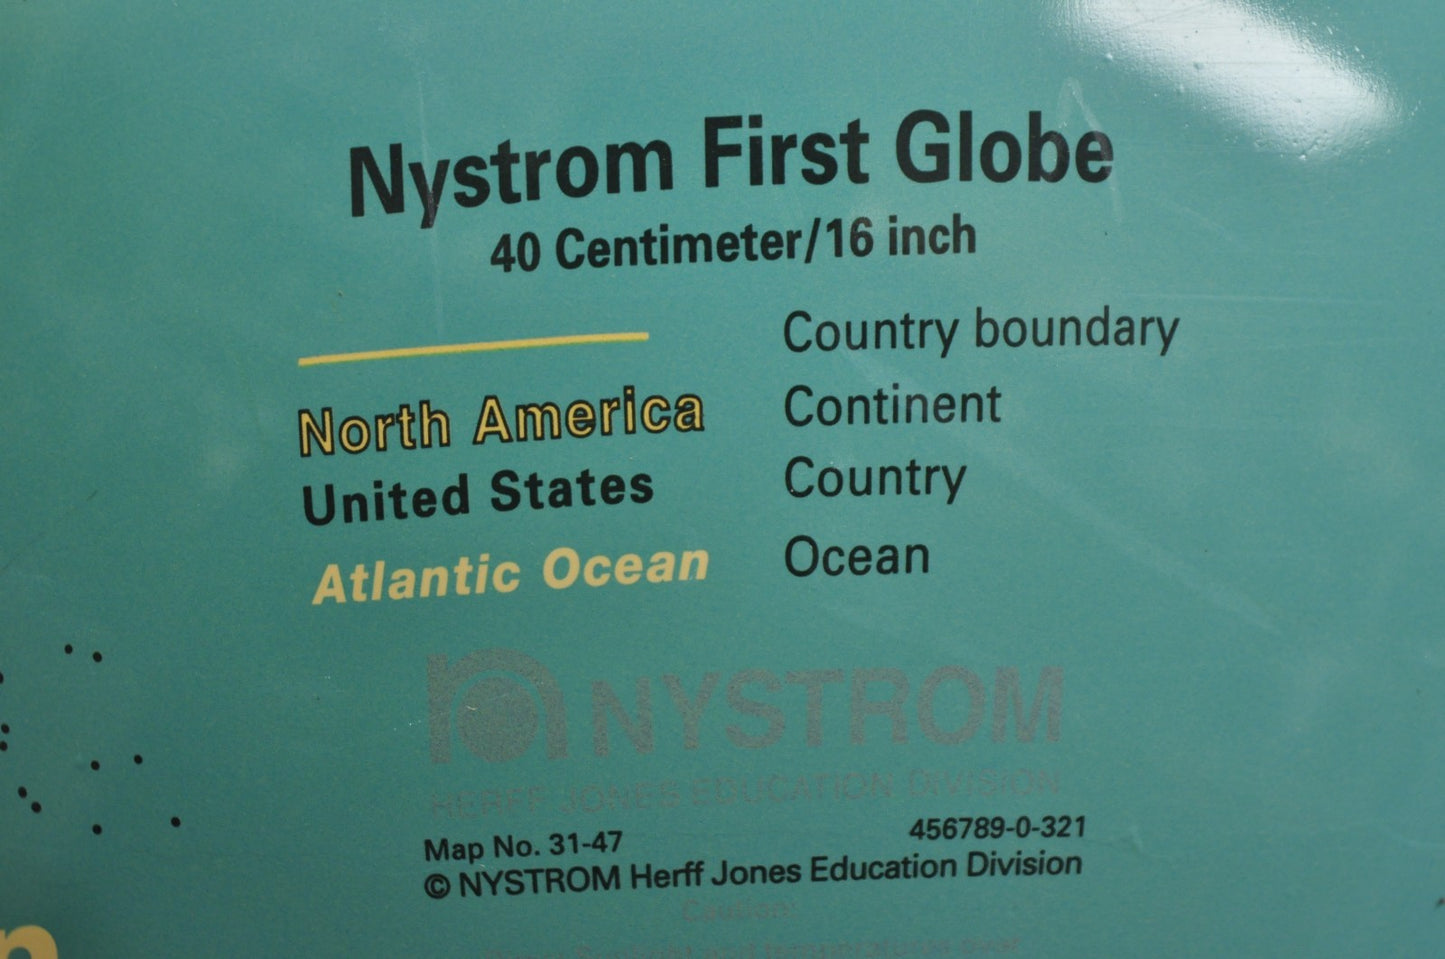 Nystrom First Globe
40 Centimeter/16 inch
Country boundary
North America Continent
United States Country
Atlantic Ocean Ocean
NYSTROM
HERFF JONES EDUCATION DIVISION
Map No. 31-47 456789-0-321
© NYSTROM Herff Jones Education Division
Caution: